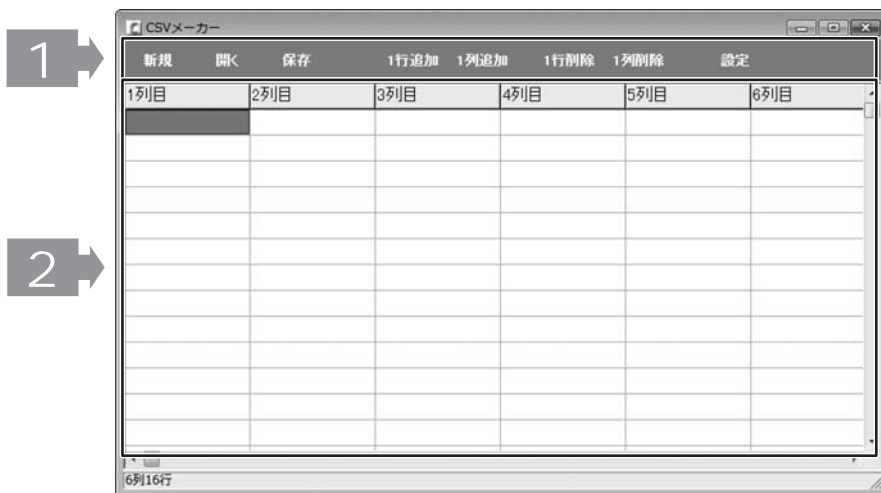 CSVメーカー
1
新規 開く 保存 1行追加 1列追加 1行削除 1列削除 設定
1列目 2列目 3列目 4列目 5列目 6列目
2
6列16行